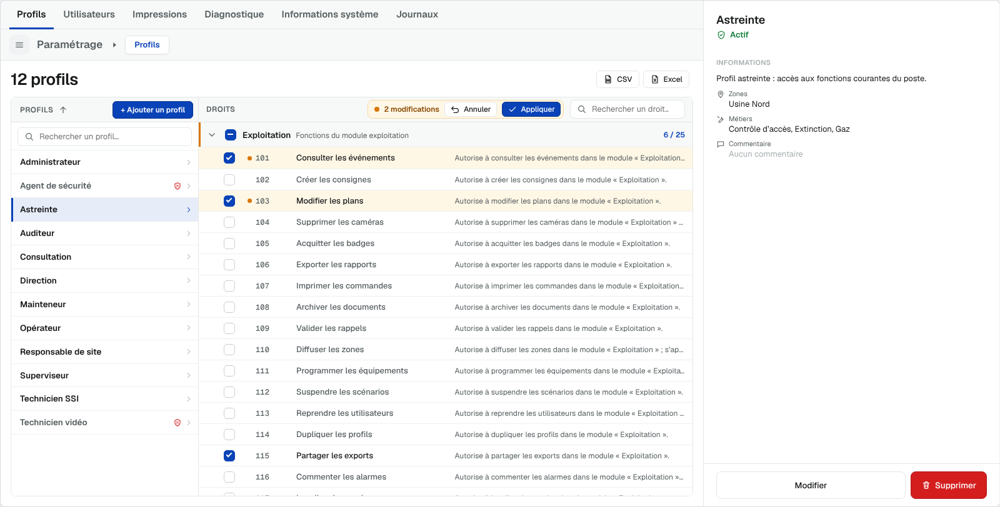 Profils Utilisateurs Impressions Diagnostique Informations système Journaux
Paramétrage Profils
12 profils
CSV Excel
PROFILS + Ajouter un profil
Rechercher un profil...
Administrateur
Agent de sécurité
Astreinte
Auditeur
Consultation
Direction
Mainteneur
Opérateur
Responsable de site
Superviseur
Technicien SSI
Technicien vidéo
DROITS 2 modifications Annuler Appliquer Rechercher un droit...
Exploitation Fonctions du module exploitation 6 / 25
101 Consulter les événements Autorise à consulter les événements dans le module « Exploitation...
102 Créer les consignes Autorise à créer les consignes dans le module « Exploitation ».
103 Modifier les plans Autorise à modifier les plans dans le module « Exploitation ».
104 Supprimer les caméras Autorise à supprimer les caméras dans le module « Exploitation » ...
105 Acquitter les badges Autorise à acquitter les badges dans le module « Exploitation ».
106 Exporter les rapports Autorise à exporter les rapports dans le module « Exploitation ».
107 Imprimer les commandes Autorise à imprimer les commandes dans le module « Exploitation...
108 Archiver les documents Autorise à archiver les documents dans le module « Exploitation ».
109 Valider les rappels Autorise à valider les rappels dans le module « Exploitation ».
110 Diffuser les zones Autorise à diffuser les zones dans le module « Exploitation » ; s'ap...
111 Programmer les équipements Autorise à programmer les équipements dans le module « Exploita...
112 Suspendre les scénarios Autorise à suspendre les scénarios dans le module « Exploitation ».
113 Reprendre les utilisateurs Autorise à reprendre les utilisateurs dans le module « Exploitation ...
114 Dupliquer les profils Autorise à dupliquer les profils dans le module « Exploitation ».
115 Partager les exports Autorise à partager les exports dans le module « Exploitation ».
116 Commenter les alarmes Autorise à commenter les alarmes dans le module « Exploitation »...
Astreinte
Actif
INFORMATIONS
Profil astreinte : accès aux fonctions courantes du poste.
Zones
Usine Nord
Métiers
Contrôle d'accès, Extinction, Gaz
Commentaire
Aucun commentaire
Modifier Supprimer